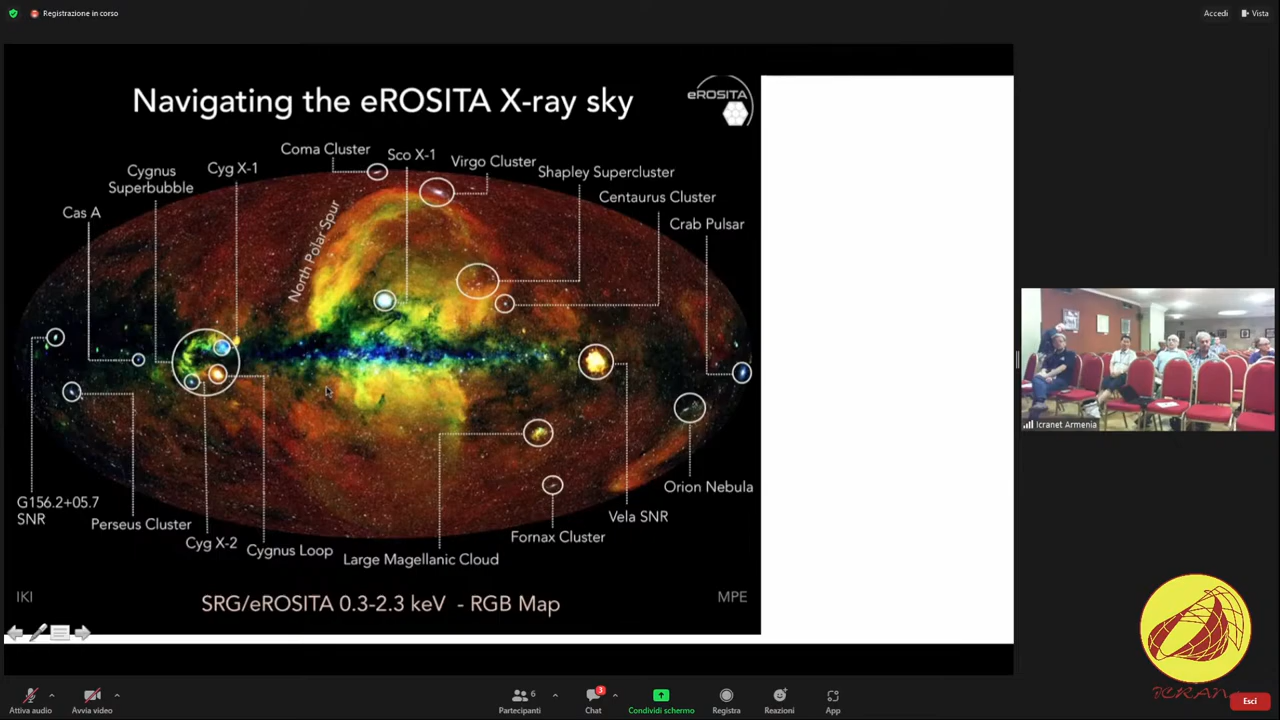 Registrazione in corso
Accedi
Vista
Navigating the eROSITA X-ray sky
eROSITA
Coma Cluster
Sco X-1
Virgo Cluster
Cyg X-1
Cygnus
Superbubble
Shapley Supercluster
Centaurus Cluster
Cas A
Crab Pulsar
North Polar Spur
G156.2+05.7
SNR
Perseus Cluster
Cyg X-2
Cygnus Loop
Large Magellanic Cloud
Fornax Cluster
Vela SNR
Orion Nebula
IKI
SRG/eROSITA 0.3-2.3 keV - RGB Map
MPE
Icranet Armenia
Attiva audio
Avvia video
6
Partecipanti
3
Chat
Condividi schermo
Registra
Reazioni
App
ICRAN
Esci